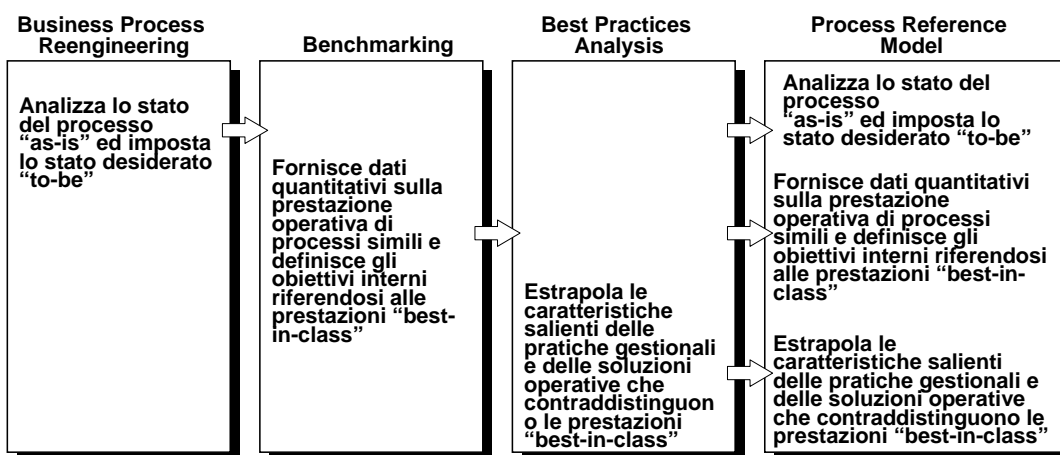 Business Process
Reengineering
Analizza lo stato
del processo
“as-is” ed imposta
lo stato desiderato
“to-be”
Benchmarking
Fornisce dati
quantitativi sulla
prestazione
operativa di
processi simili e
definisce gli
obiettivi interni
riferendosi alle
prestazioni “best-
in-class”
Best Practices
Analysis
Estrapola le
caratteristiche
salienti delle
pratiche gestionali
e delle soluzioni
operative che
contraddistinguon
o le prestazioni
“best-in-class”
Process Reference
Model
Analizza lo stato del
processo
“as-is” ed imposta lo
stato desiderato “to-be”
Fornisce dati quantitativi
sulla prestazione
operativa di processi
simili e definisce gli
obiettivi interni riferendosi
alle prestazioni “best-in-
class”
Estrapola le
caratteristiche salienti
delle pratiche gestionali e
delle soluzioni operative
che contraddistinguono le
prestazioni “best-in-class”